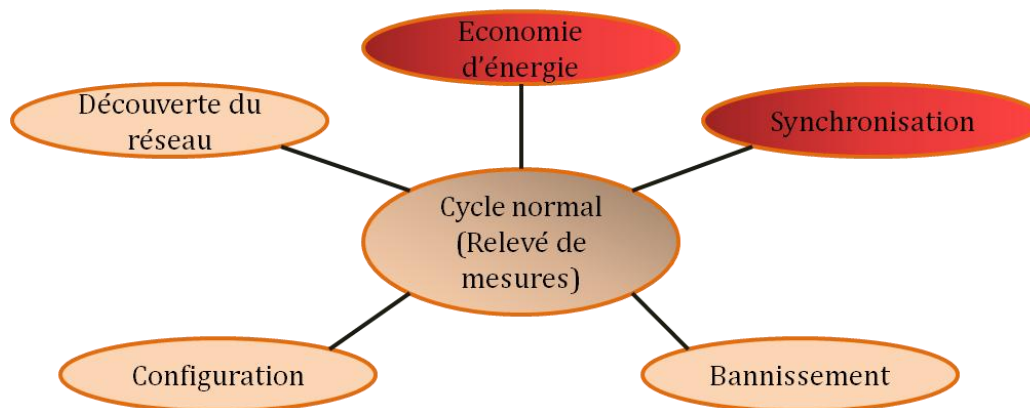 Economie
d'énergie
Découverte du
réseau
Synchronisation
Cycle normal
(Relevé de
mesures)
Configuration
Bannissement